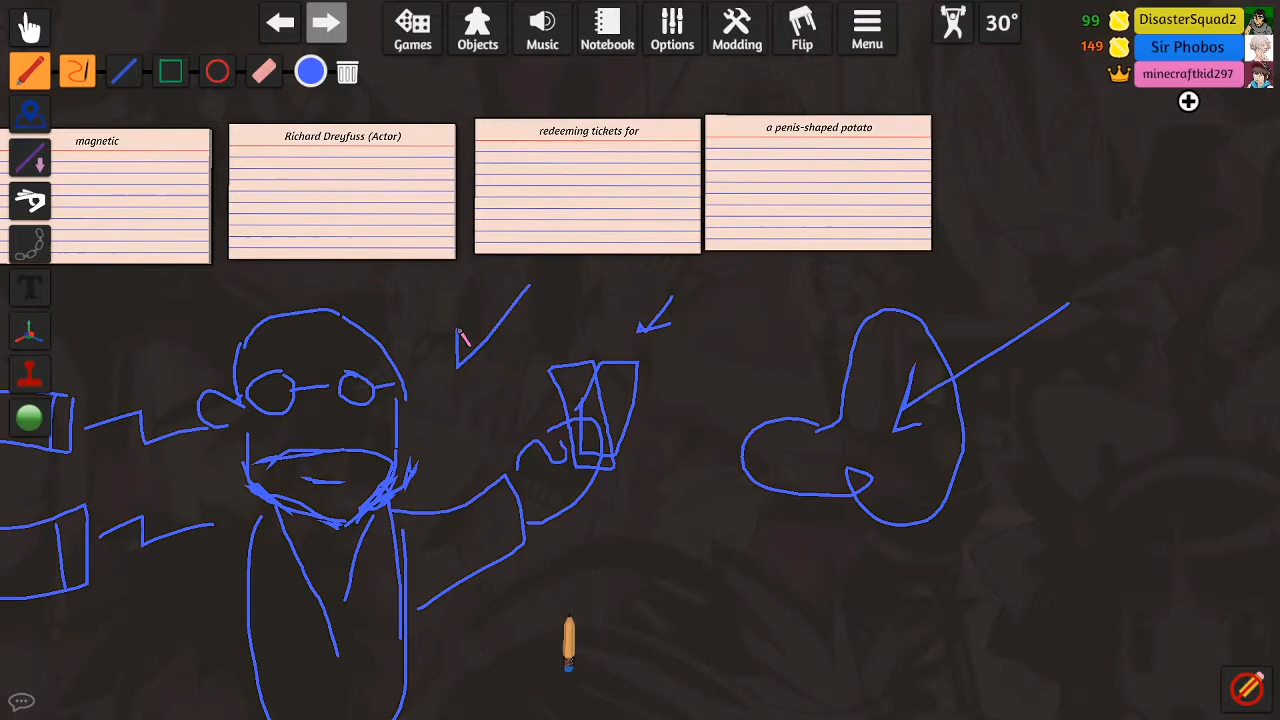 Games
Objects
Music
Notebook
Options
Modding
Flip
Menu
30°
99
DisasterSquad2
149
Sir Phobos
minecraftkid297
magnetic
Richard Dreyfuss (Actor)
redeeming tickets for
a penis-shaped potato
T